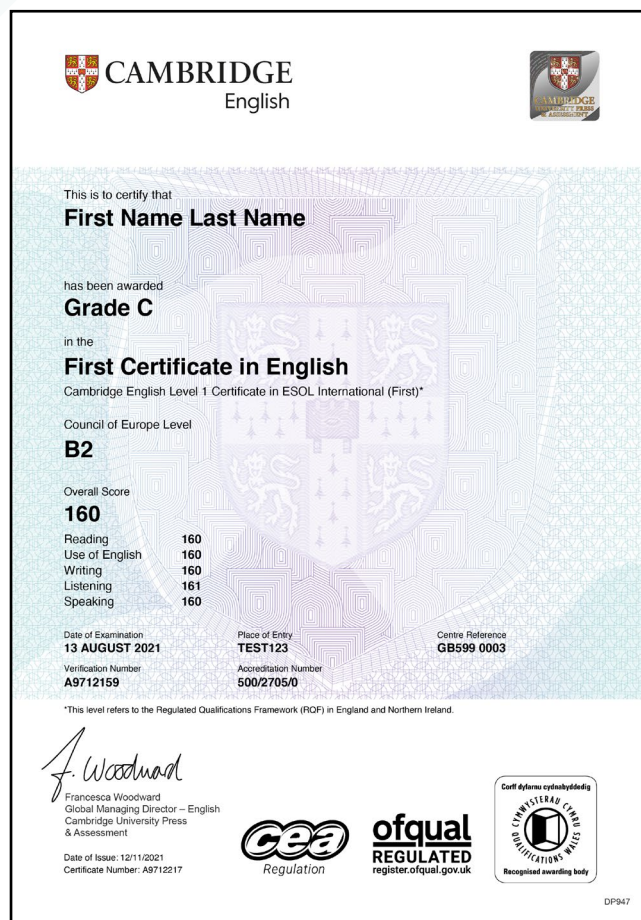 CAMBRIDGE
English
CAMBRIDGE
UNIVERSITY PRESS
& ASSESSMENT
This is to certify that
First Name Last Name
has been awarded
Grade C
in the
First Certificate in English
Cambridge English Level 1 Certificate in ESOL International (First)*
Council of Europe Level
B2
Overall Score
160
Reading 160
Use of English 160
Writing 160
Listening 161
Speaking 160
Date of Examination Place of Entry Centre Reference
13 AUGUST 2021 TEST123 GB599 0003
Verification Number Accreditation Number
A9712159 500/2705/0
*This level refers to the Regulated Qualifications Framework (RQF) in England and Northern Ireland.
F. Woodward
Francesca Woodward
Global Managing Director – English
Cambridge University Press
& Assessment
Date of Issue: 12/11/2021
Certificate Number: A9712217
cea
Regulation
ofqual
REGULATED
register.ofqual.gov.uk
Corff dyfarnu cydnabyddedig
CYMWYSTERAU CYMRU
QUALIFICATIONS WALES
Recognised awarding body
DP947